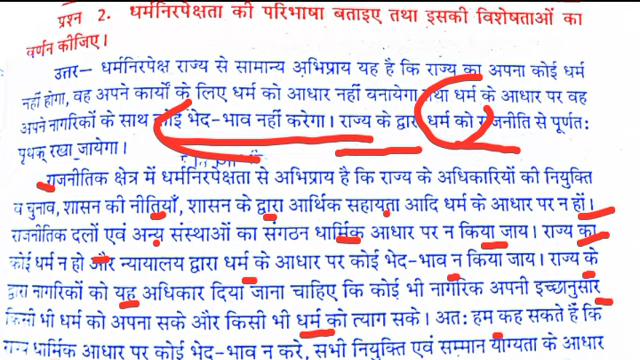 प्रश्न 2. धर्मनिरपेक्षता की परिभाषा बताइए तथा इसकी विशेषताओं का
वर्णन कीजिए।
उत्तर— धर्मनिरपेक्ष राज्य से सामान्य अभिप्राय यह है कि राज्य का अपना कोई धर्म
नहीं होगा, वह अपने कार्यों के लिए धर्म को आधार नहीं बनायेगा तथा धर्म के आधार पर वह
अपने नागरिकों के साथ कोई भेद-भाव नहीं करेगा। राज्य के द्वारा धर्म को राजनीति से पूर्णत:
पृथक् रखा जायेगा।
राजनीतिक क्षेत्र में धर्मनिरपेक्षता से अभिप्राय है कि राज्य के अधिकारियों की नियुक्ति
व चुनाव, शासन की नीतियाँ, शासन के द्वारा आर्थिक सहायता आदि धर्म के आधार पर न हों।
राजनीतिक दलों एवं अन्य संस्थाओं का संगठन धार्मिक आधार पर न किया जाय। राज्य का
कोई धर्म न हो और न्यायालय द्वारा धर्म के आधार पर कोई भेद-भाव न किया जाय। राज्य के
द्वारा नागरिकों को यह अधिकार दिया जाना चाहिए कि कोई भी नागरिक अपनी इच्छानुसार
किसी भी धर्म को अपना सके और किसी भी धर्म को त्याग सके। अत: हम कह सकते हैं कि
राज्य धार्मिक आधार पर कोई भेद-भाव न करे, सभी नियुक्ति एवं सम्मान योग्यता के आधार